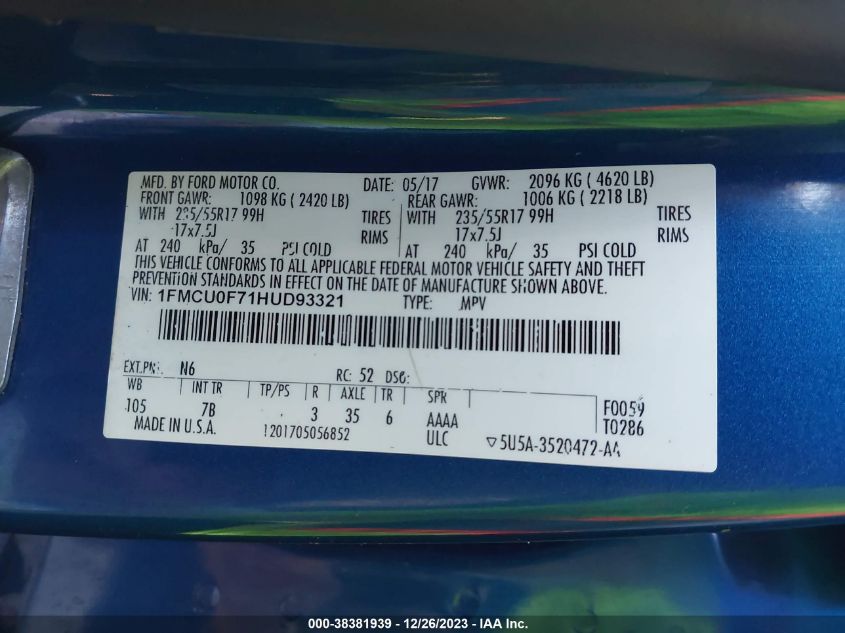 MFD. BY FORD MOTOR CO. DATE: 05/17 GVWR: 2096 KG ( 4620 LB)
FRONT GAWR: 1098 KG ( 2420 LB) REAR GAWR: 1006 KG ( 2218 LB)
WITH 235/55R17 99H TIRES WITH 235/55R17 99H TIRES
17x7.5J RIMS 17x7.5J RIMS
AT 240 kPa/ 35 PSI COLD AT 240 kPa/ 35 PSI COLD
THIS VEHICLE CONFORMS TO ALL APPLICABLE FEDERAL MOTOR VEHICLE SAFETY AND THEFT
PREVENTION STANDARDS IN EFFECT ON THE DATE OF MANUFACTURE SHOWN ABOVE.
VIN: 1FMCU0F71HUD93321 TYPE: MPV
EXT.PNT: N6 RC: 52 DSO:
WB INT TR TP/PS R AXLE TR SPR
105 7B 3 35 6 AAAA F0059
MADE IN U.S.A. 1201705056852 ULC T0286
▽5U5A-3520472-AA
000-38381939 - 12/26/2023 - IAA Inc.